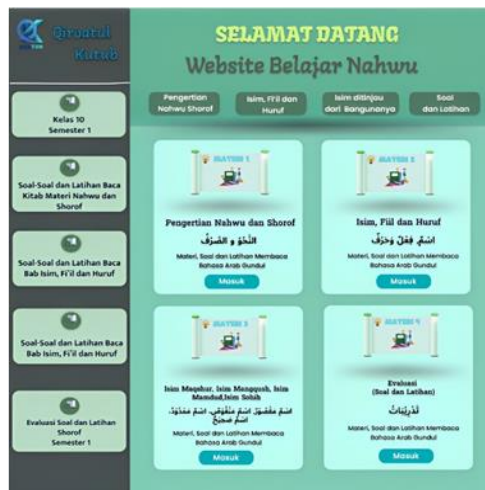 Qiroatul
Kutub
Kelas 10
Semester 1
Soal-Soal dan Latihan Baca
Kitab Materi Nahwu dan
Shorof
Soal-Soal dan Latihan Baca
Bab Isim, Fi'il dan Huruf
Soal-Soal dan Latihan Baca
Bab Isim, Fi'il dan Huruf
Evaluasi Soal dan Latihan
Shorof
Semester 1
SELAMAT DATANG
Website Belajar Nahwu
Pengertian
Nahwu Shorof
Isim, Fi'il dan
Huruf
Isim ditinjau
dari Bangunanya
Soal
dan Latihan
MATERI 1
Pengertian Nahwu dan Shorof
النَّحْوُ و الصَّرْفُ
Materi, Soal dan Latihan Membaca
Bahasa Arab Gundul
Masuk
MATERI 2
Isim, Fiil dan Huruf
اسْمٌ, فِعْلٌ وَحَرْفٌ
Materi, Soal dan Latihan Membaca
Bahasa Arab Gundul
Masuk
MATERI 3
Isim Maqshur, Isim Manqush, Isim
Mamdud,Isim Sohih
اسْمٌ مَقْصُوْرٌ, اسْمٌ مَنْقُوْصٌ, اسْمٌ مَمْدُوْدٌ,
اسْمٌ صَحِيْحٌ
Materi, Soal dan Latihan Membaca
Bahasa Arab Gundul
Masuk
MATERI 4
Evaluasi
(Soal dan Latihan)
تَدْرِيْبَاتٌ
Materi, Soal dan Latihan Membaca
Bahasa Arab Gundul
Masuk